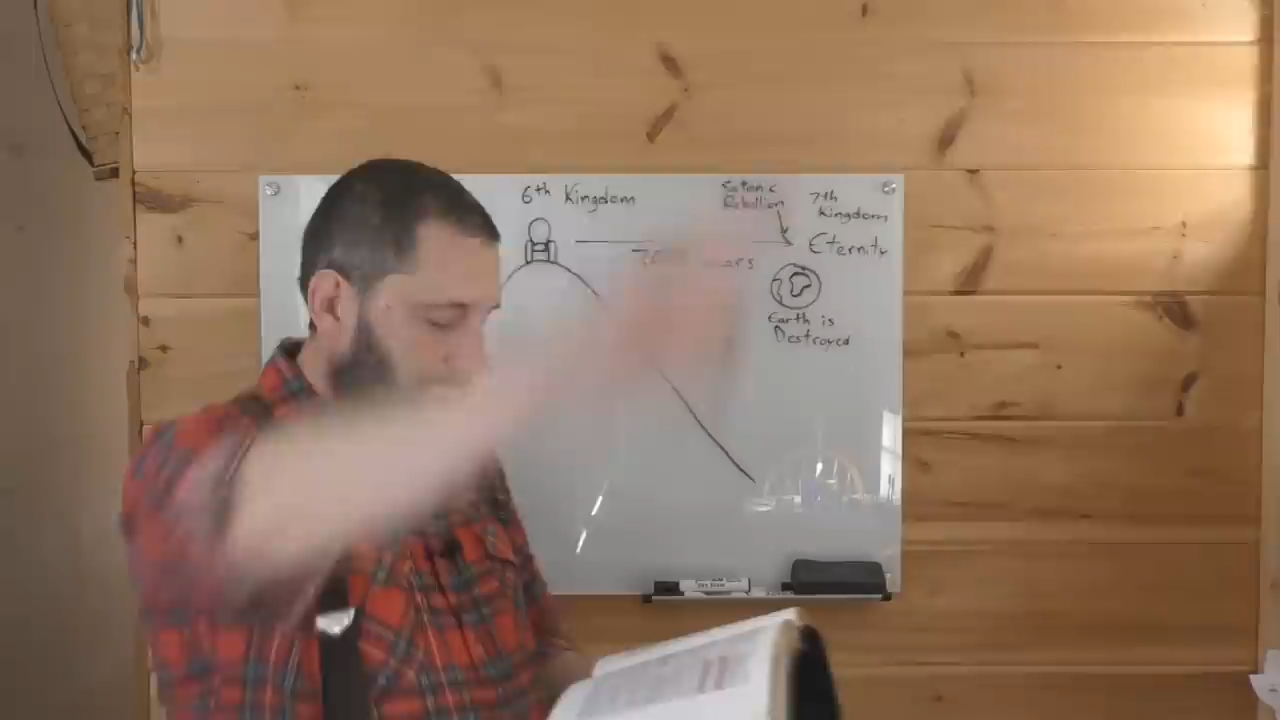 6th Kingdom
Satanic
Rebellion
7th
Kingdom
Eternity
Earth is
Destroyed